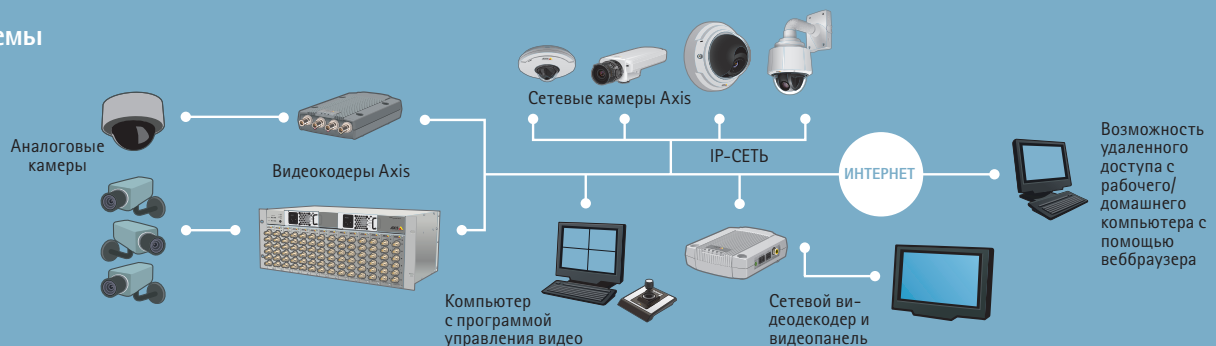 емы
Сетевые камеры Axis
Аналоговые
камеры
Видеокодеры Axis
IP-СЕТЬ
ИНТЕРНЕТ
Возможность
удаленного
доступа с
рабочего/
домашнего
компьютера с
помощью
веббраузера
Компьютер
с программой
управления видео
Сетевой ви-
деодекодер и
видеопанель